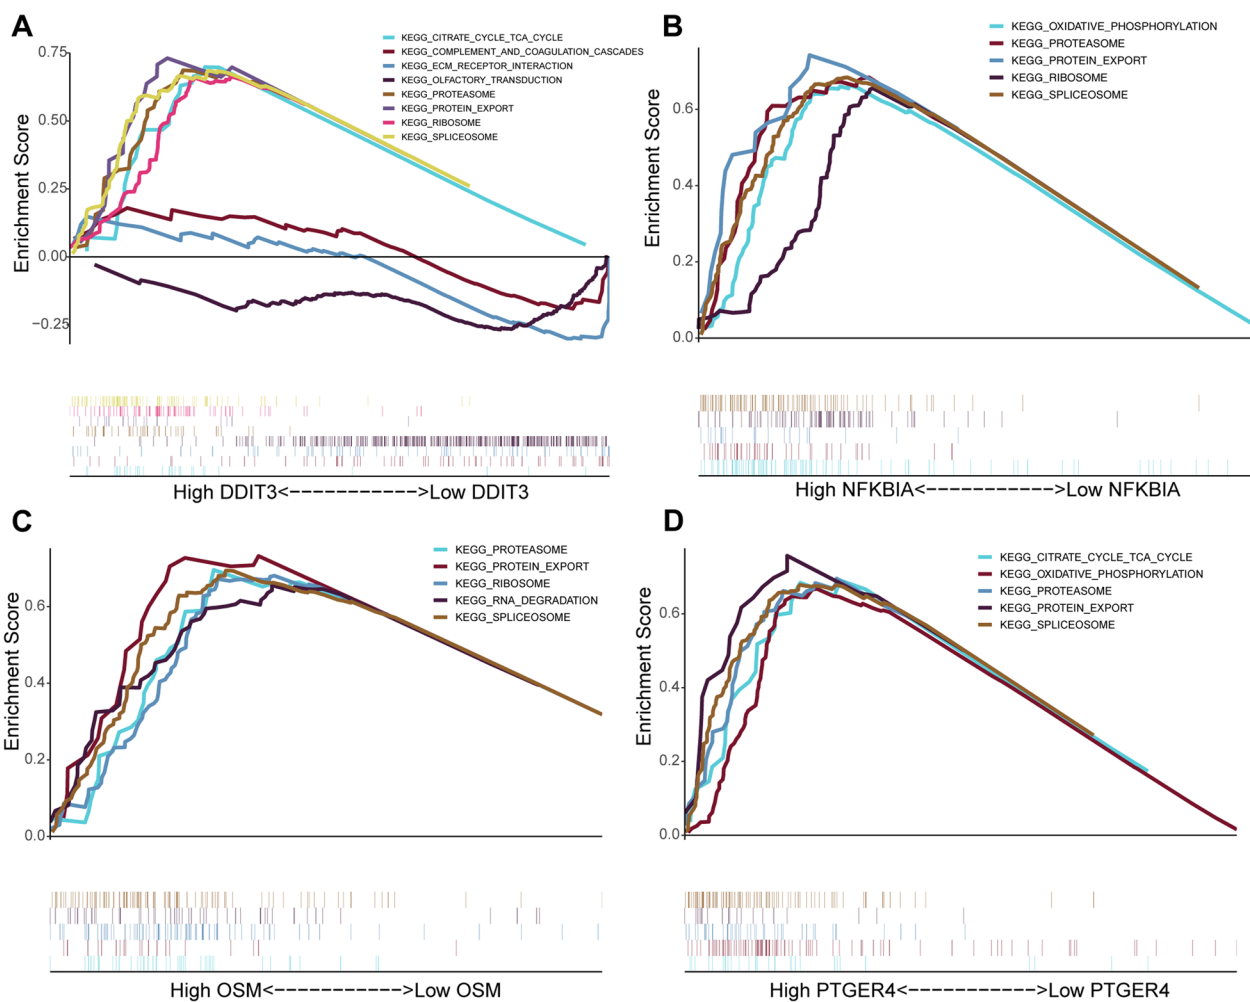 A
Enrichment Score
0.75
0.50
0.25
0.00
−0.25
KEGG_CITRATE_CYCLE_TCA_CYCLE
KEGG_COMPLEMENT_AND_COAGULATION_CASCADES
KEGG_ECM_RECEPTOR_INTERACTION
KEGG_OLFACTORY_TRANSDUCTION
KEGG_PROTEASOME
KEGG_PROTEIN_EXPORT
KEGG_RIBOSOME
KEGG_SPLICEOSOME
High DDIT3<------------->Low DDIT3
B
Enrichment Score
0.6
0.4
0.2
0.0
KEGG_OXIDATIVE_PHOSPHORYLATION
KEGG_PROTEASOME
KEGG_PROTEIN_EXPORT
KEGG_RIBOSOME
KEGG_SPLICEOSOME
High NFKBIA<------------->Low NFKBIA
C
Enrichment Score
0.6
0.4
0.2
0.0
KEGG_PROTEASOME
KEGG_PROTEIN_EXPORT
KEGG_RIBOSOME
KEGG_RNA_DEGRADATION
KEGG_SPLICEOSOME
High OSM<------------->Low OSM
D
Enrichment Score
0.6
0.4
0.2
0.0
KEGG_CITRATE_CYCLE_TCA_CYCLE
KEGG_OXIDATIVE_PHOSPHORYLATION
KEGG_PROTEASOME
KEGG_PROTEIN_EXPORT
KEGG_SPLICEOSOME
High PTGER4<------------->Low PTGER4